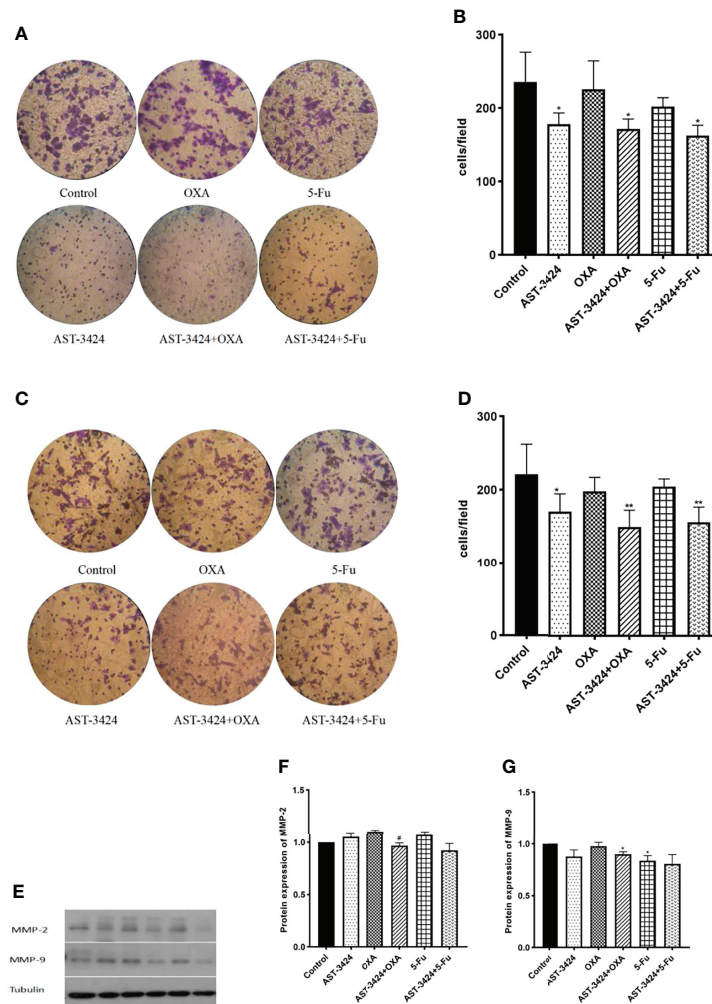 A
Control
OXA
5-Fu
AST-3424
AST-3424+OXA
AST-3424+5-Fu
B
cells/field
300
200
100
0
*
*
*
Control
AST-3424
OXA
AST-3424+OXA
5-Fu
AST-3424+5-Fu
C
Control
OXA
5-Fu
AST-3424
AST-3424+OXA
AST-3424+5-Fu
D
cells/field
300
200
100
0
*
**
**
Control
AST-3424
OXA
AST-3424+OXA
5-Fu
AST-3424+5-Fu
E
MMP-2
MMP-9
Tubulin
F
Protein expression of MMP-2
1.5
1.0
0.5
0.0
#
Control
AST-3424
OXA
AST-3424+OXA
5-Fu
AST-3424+5-Fu
G
Protein expression of MMP-9
1.5
1.0
0.5
0.0
*
*
Control
AST-3424
OXA
AST-3424+OXA
5-Fu
AST-3424+5-Fu